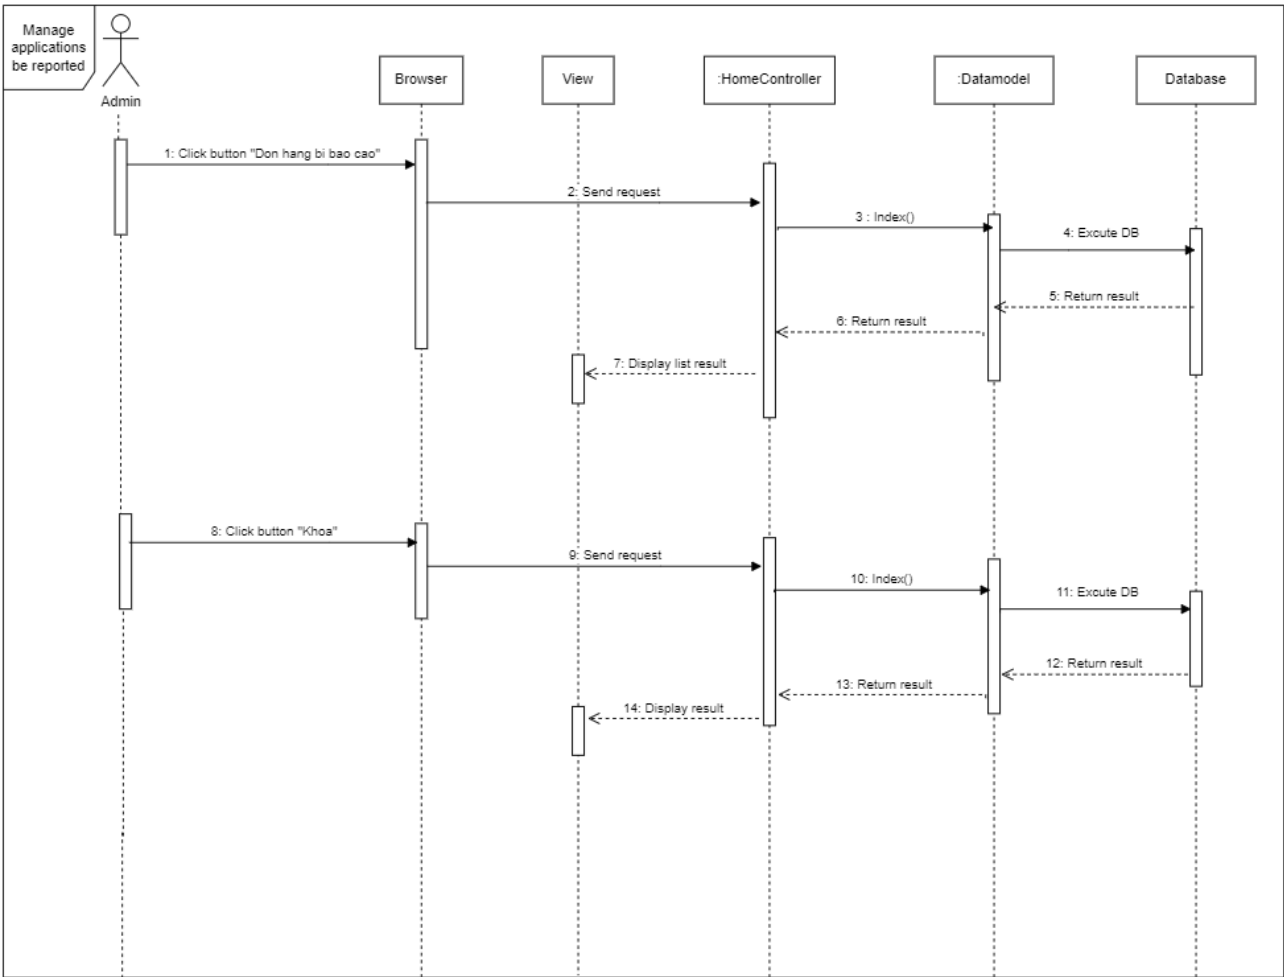 Manage
applications
be reported
Admin
Browser
View
:HomeController
:Datamodel
Database
1: Click button "Don hang bi bao cao"
2: Send request
3 : Index()
4: Excute DB
5: Return result
6: Return result
7: Display list result
8: Click button "Khoa"
9: Send request
10: Index()
11: Excute DB
12: Return result
13: Return result
14: Display result